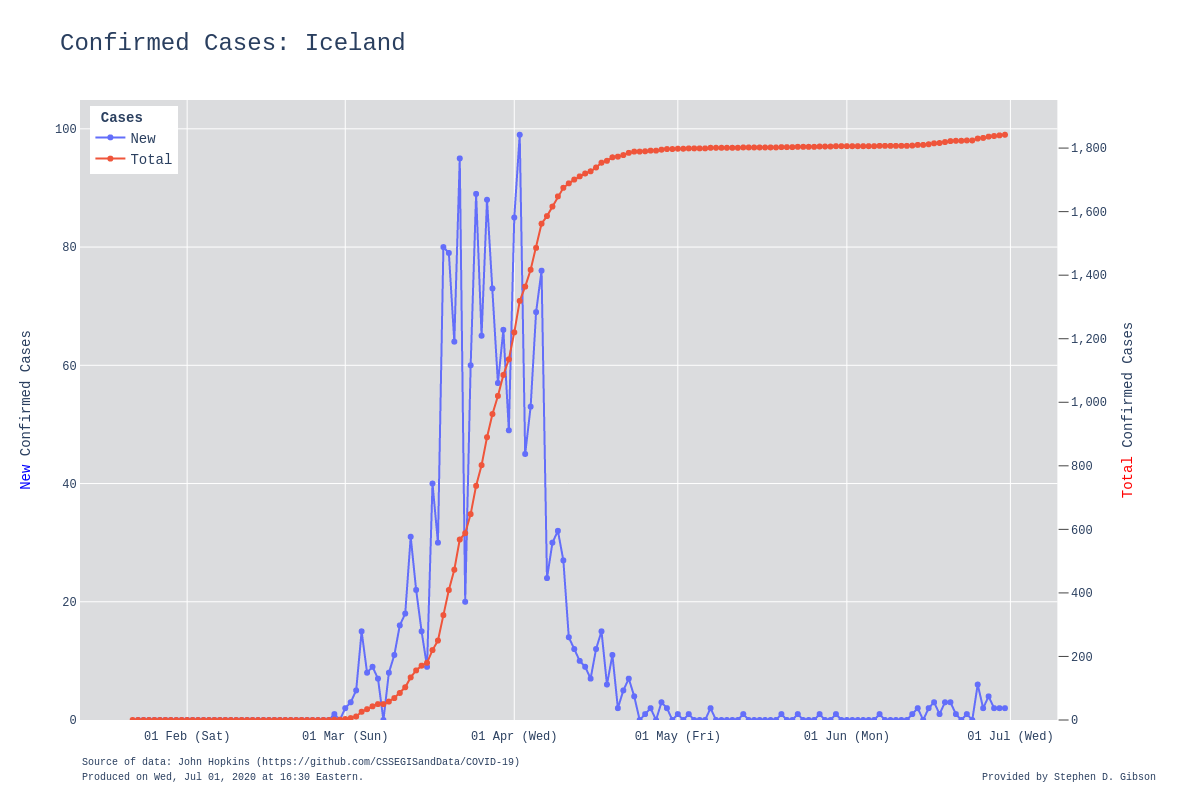 Confirmed Cases: Iceland
Cases
New
Total
100
80
60
40
20
0
1,800
1,600
1,400
1,200
1,000
800
600
400
200
0
New Confirmed Cases
Total Confirmed Cases
01 Feb (Sat) 01 Mar (Sun) 01 Apr (Wed) 01 May (Fri) 01 Jun (Mon) 01 Jul (Wed)
Source of data: John Hopkins (https://github.com/CSSEGISandData/COVID-19)
Produced on Wed, Jul 01, 2020 at 16:30 Eastern.
Provided by Stephen D. Gibson